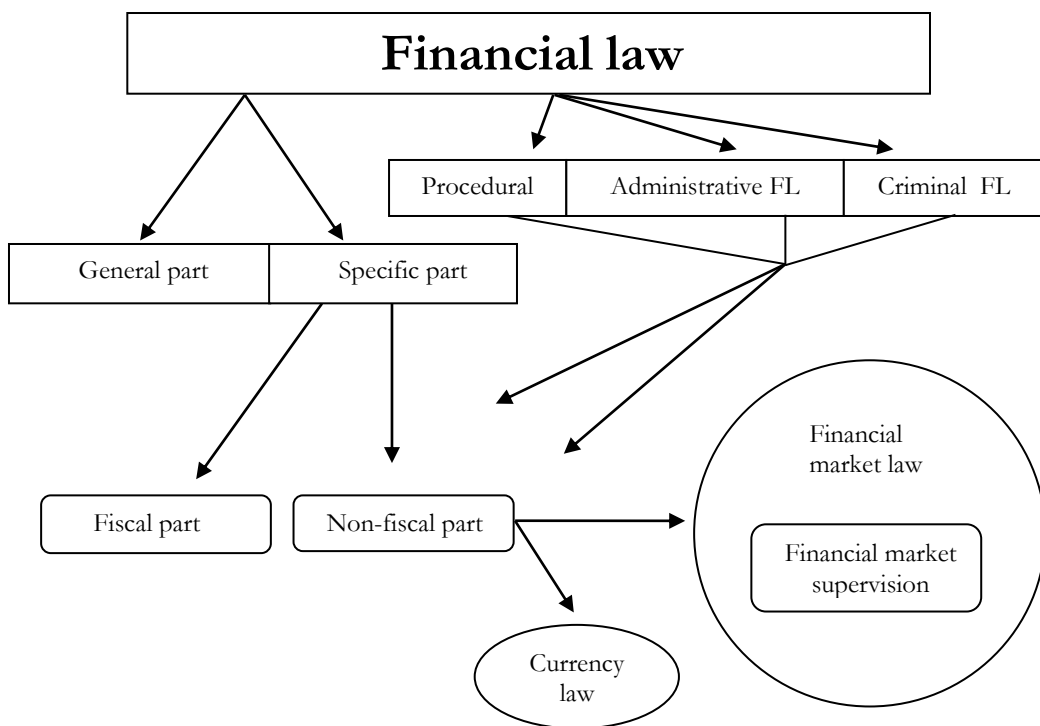 Financial law
Procedural
Administrative FL
Criminal FL
General part
Specific part
Financial
market law
Fiscal part
Non-fiscal part
Financial market
supervision
Currency
law